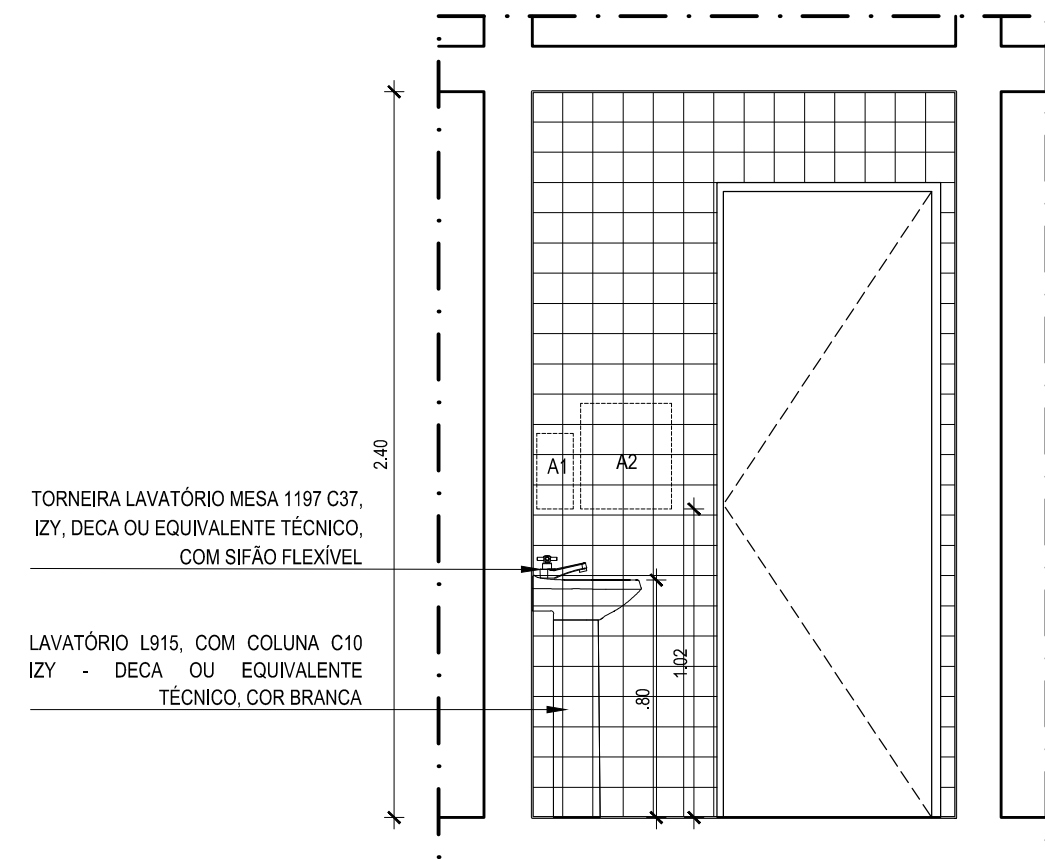 2.40
A1
A2
TORNEIRA LAVATÓRIO MESA 1197 C37,
IZY, DECA OU EQUIVALENTE TÉCNICO,
COM SIFÃO FLEXÍVEL
LAVATÓRIO L915, COM COLUNA C10
IZY - DECA OU EQUIVALENTE
TÉCNICO, COR BRANCA
.80
1.02